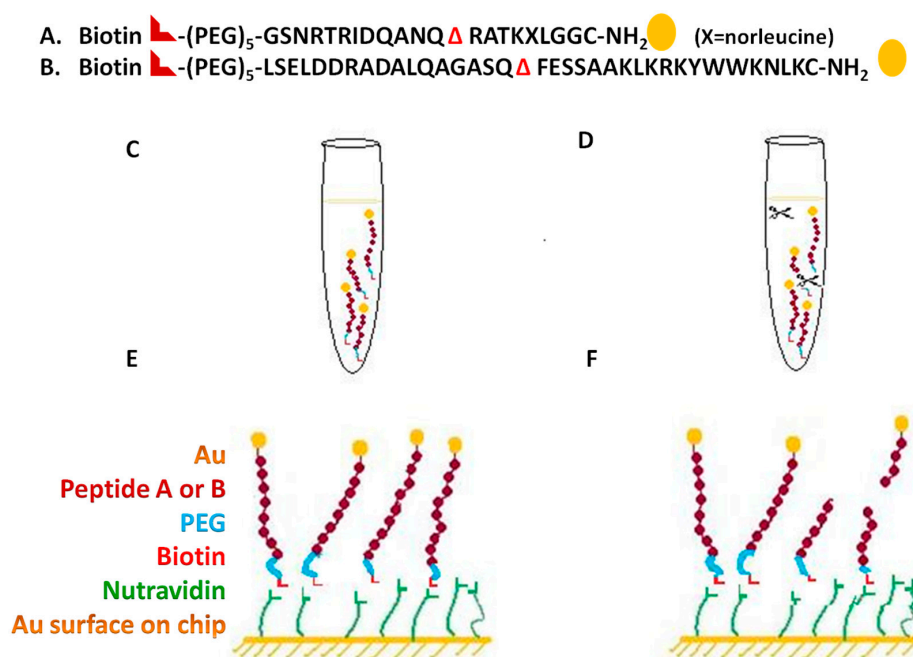 A. Biotin -(PEG)5-GSNRTRIDQANQ Δ RATKXLGGC-NH2 (X=norleucine)
B. Biotin -(PEG)5-LSELDDRADALQAGASQ Δ FESSAAKLKRKYWWKNLKC-NH2
C D
E F
Au
Peptide A or B
PEG
Biotin
Nutravidin
Au surface on chip